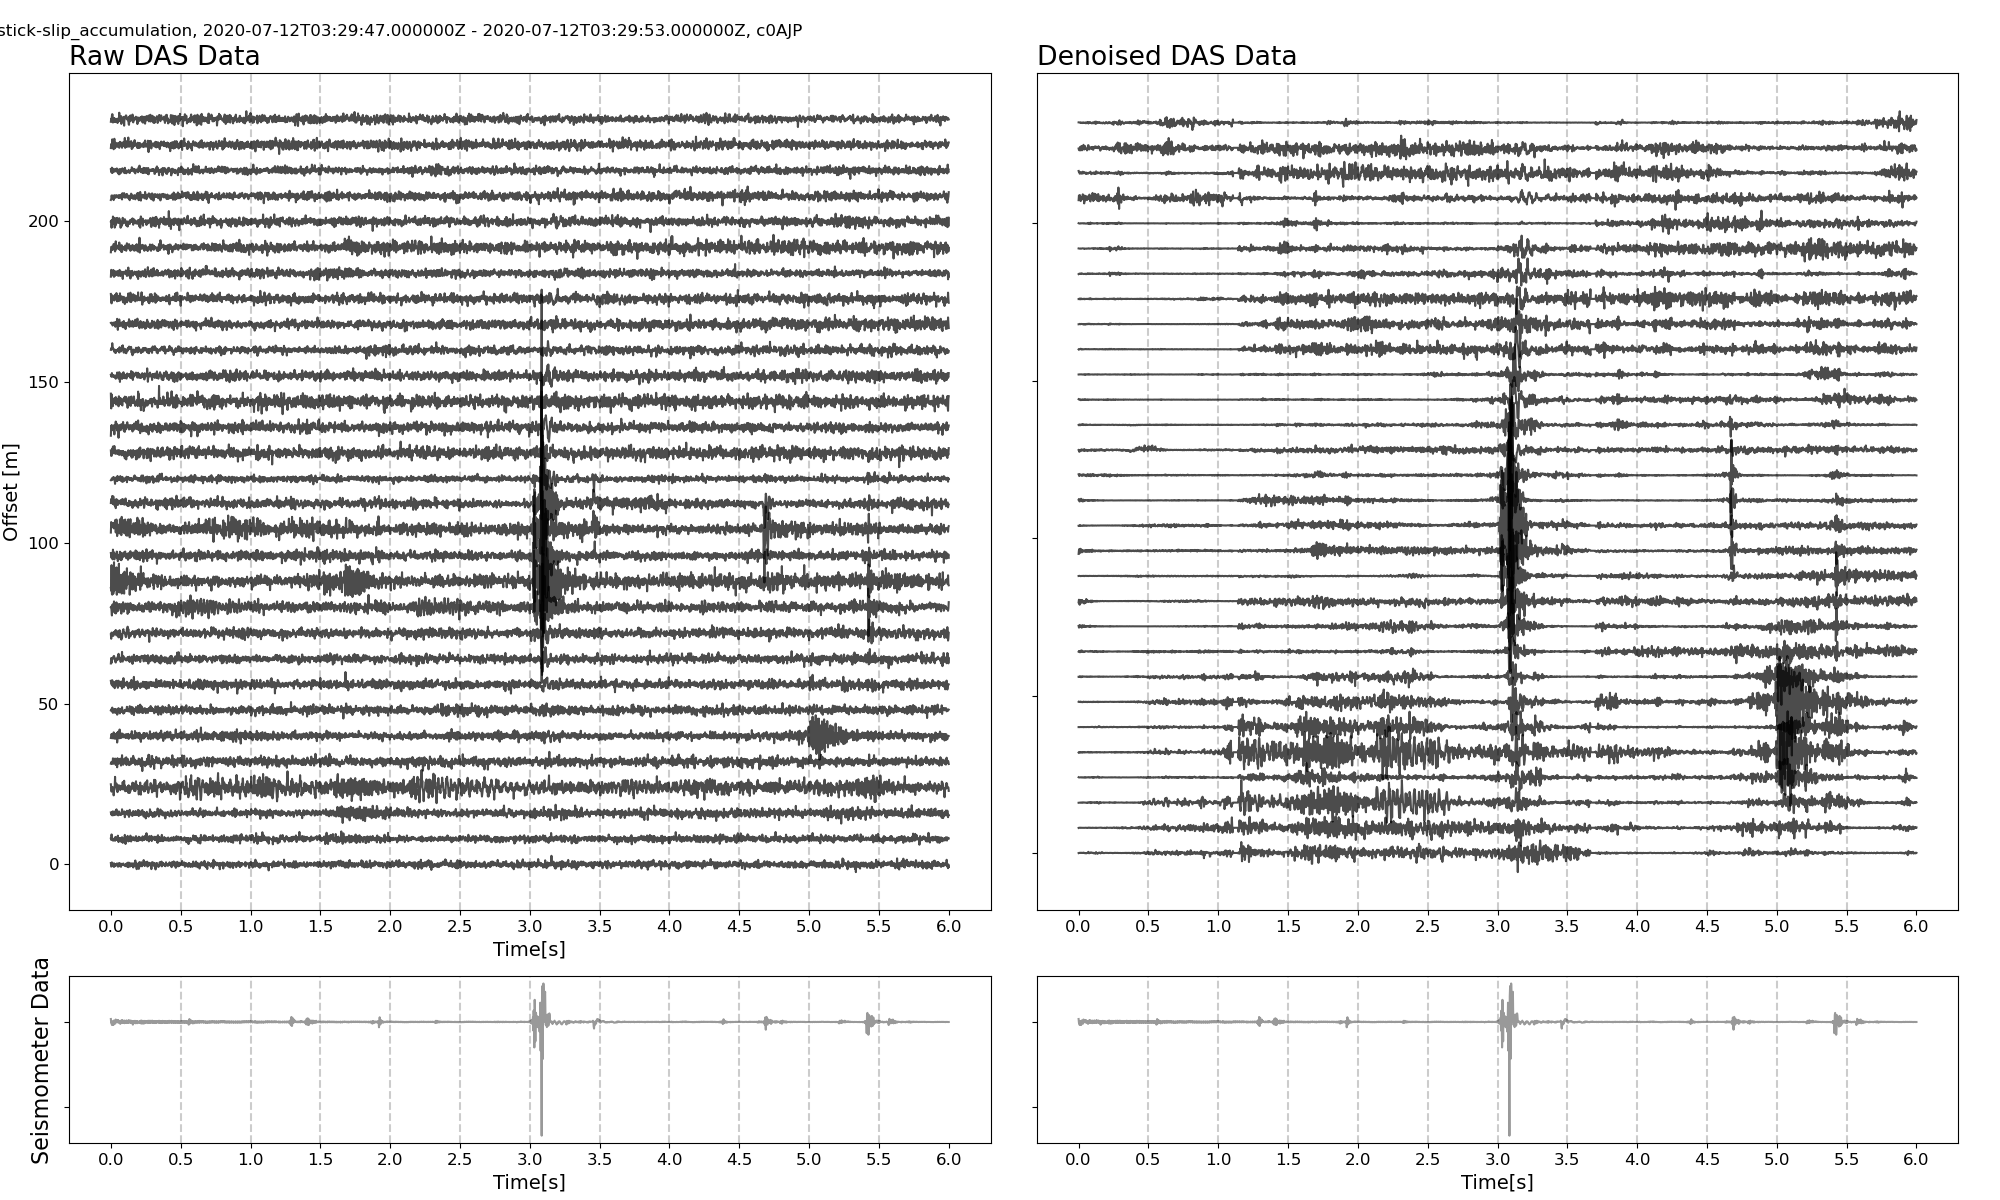 stick-slip_accumulation, 2020-07-12T03:29:47.000000Z - 2020-07-12T03:29:53.000000Z, c0AJP
Raw DAS Data
Denoised DAS Data
Offset [m]
200
150
100
50
0
0.0 0.5 1.0 1.5 2.0 2.5 3.0 3.5 4.0 4.5 5.0 5.5 6.0
Time[s]
0.0 0.5 1.0 1.5 2.0 2.5 3.0 3.5 4.0 4.5 5.0 5.5 6.0
Seismometer Data
0.0 0.5 1.0 1.5 2.0 2.5 3.0 3.5 4.0 4.5 5.0 5.5 6.0
Time[s]
0.0 0.5 1.0 1.5 2.0 2.5 3.0 3.5 4.0 4.5 5.0 5.5 6.0
Time[s]